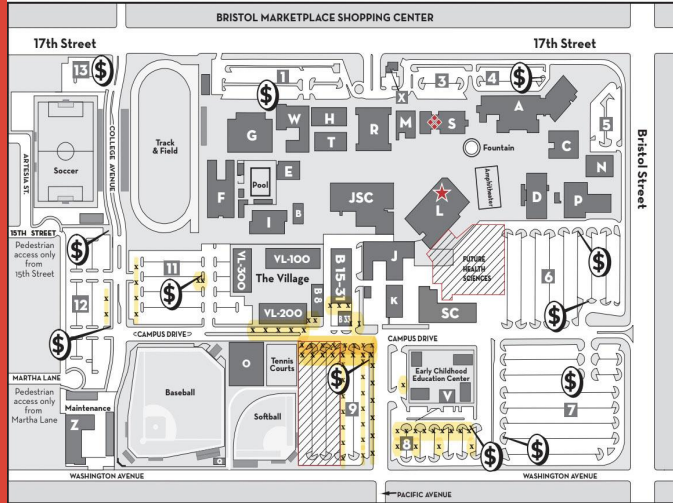 BRISTOL MARKETPLACE SHOPPING CENTER
17th Street
17th Street
13
$
1
$
3
4
$
X
A
5
W
H
G
T
R
M
S
C
COLLEGE AVENUE
Track
& Field
Fountain
Bristol Street
ARTESIA ST.
Soccer
E
N
Pool
F
JSC
L
Amphitheater
D
P
I
B
15TH STREET
Pedestrian
access only
from
15th Street
$
11
$
VL-300
VL-100
The Village
VL-200
B 15-31
B 8
B 33
J
FUTURE
HEALTH
SCIENCES
$
6
$
12
$
K
SC
CAMPUS DRIVE
CAMPUS DRIVE
MARTHA LANE
Pedestrian
access only
from
Martha Lane
Maintenance
Z
Baseball
O
Tennis
Courts
Softball
$
9
Early Childhood
Education Center
V
$
7
8
$
$
WASHINGTON AVENUE
WASHINGTON AVENUE
PACIFIC AVENUE